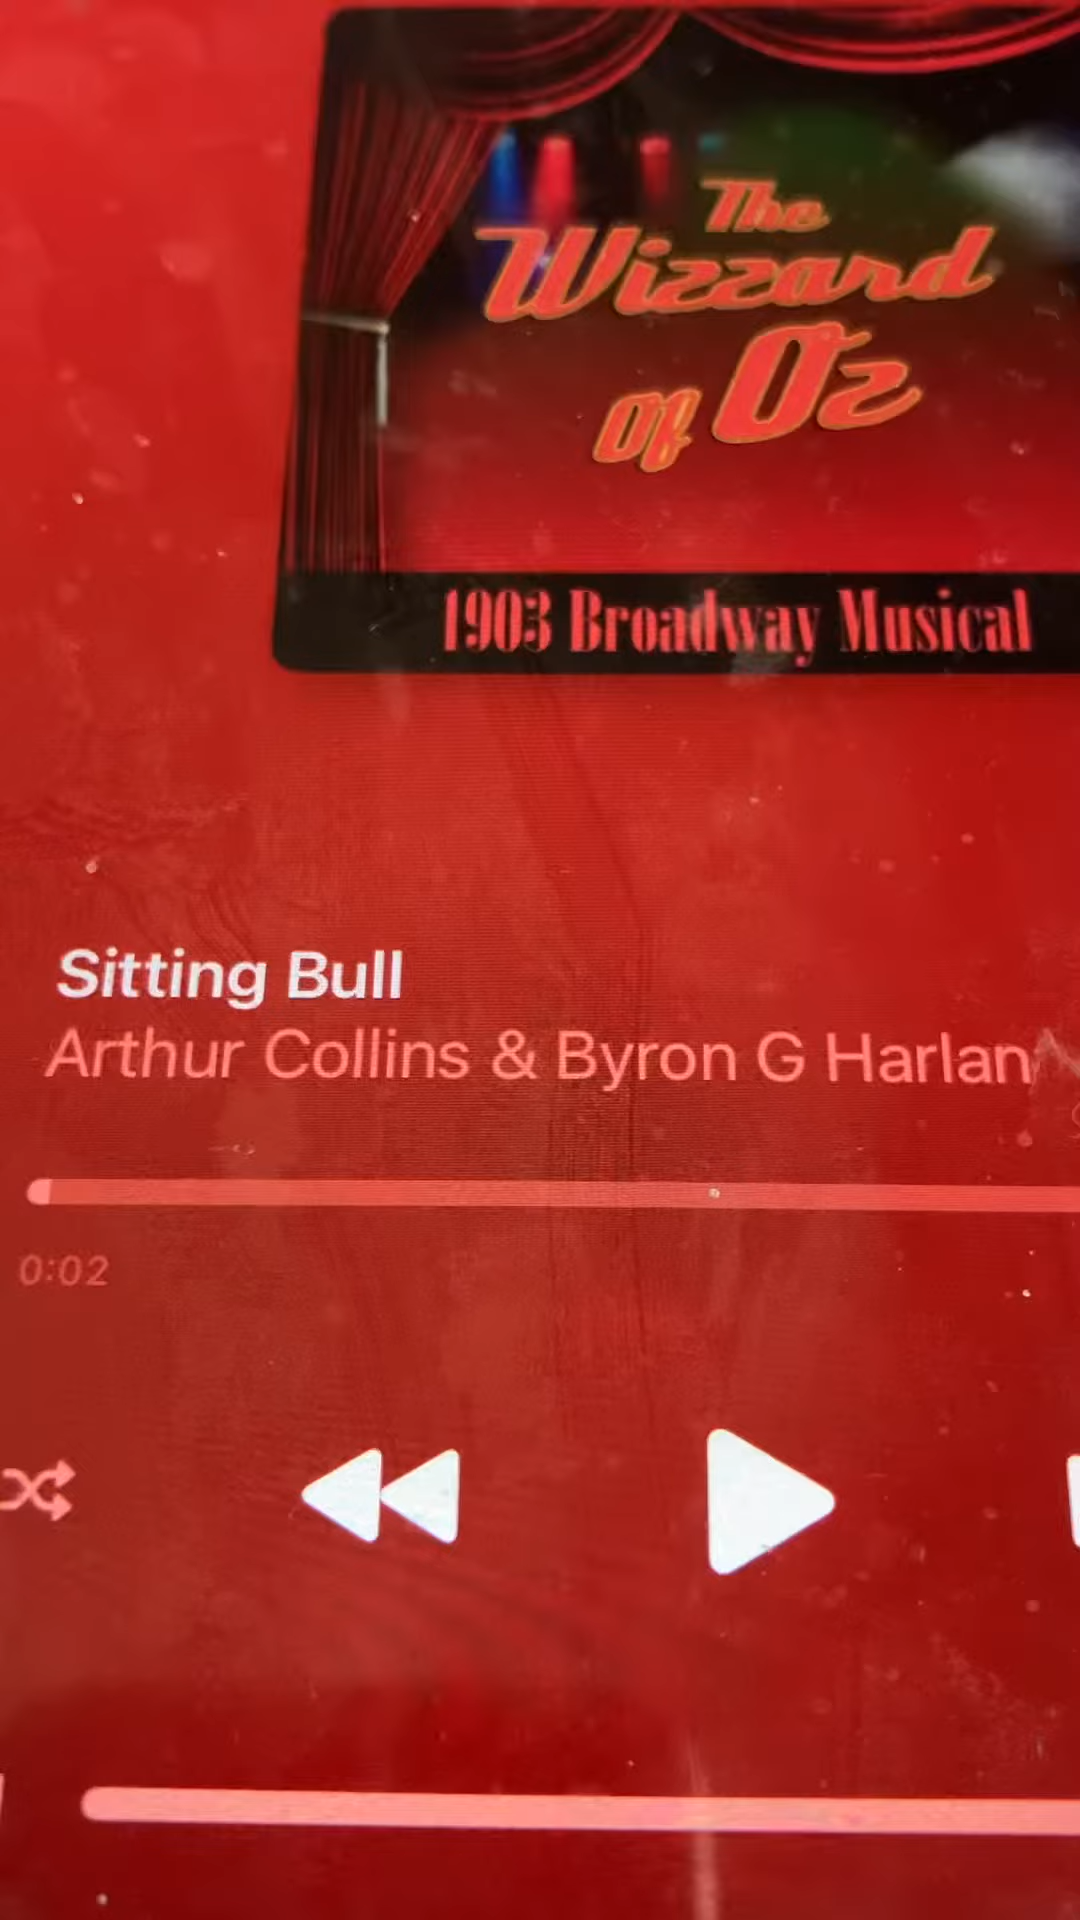 The
Wizzard
of Oz
1903 Broadway Musical
Sitting Bull
Arthur Collins & Byron G Harlan
0:02